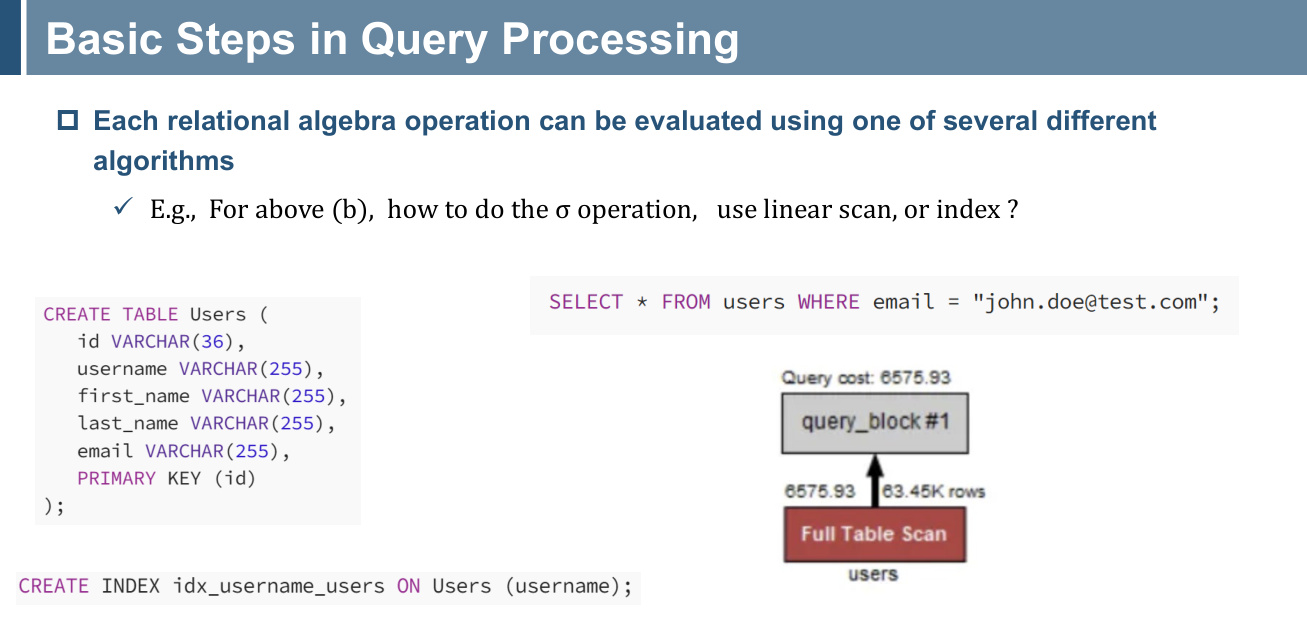 Basic Steps in Query Processing
Each relational algebra operation can be evaluated using one of several different
algorithms
✓ E.g., For above (b), how to do the σ operation, use linear scan, or index ?
CREATE TABLE Users (
id VARCHAR(36),
username VARCHAR(255),
first_name VARCHAR(255),
last_name VARCHAR(255),
email VARCHAR(255),
PRIMARY KEY (id)
);
CREATE INDEX idx_username_users ON Users (username);
SELECT * FROM users WHERE email = "john.doe@test.com";
Query cost: 6575.93
query_block #1
6575.93 63.45K rows
Full Table Scan
users